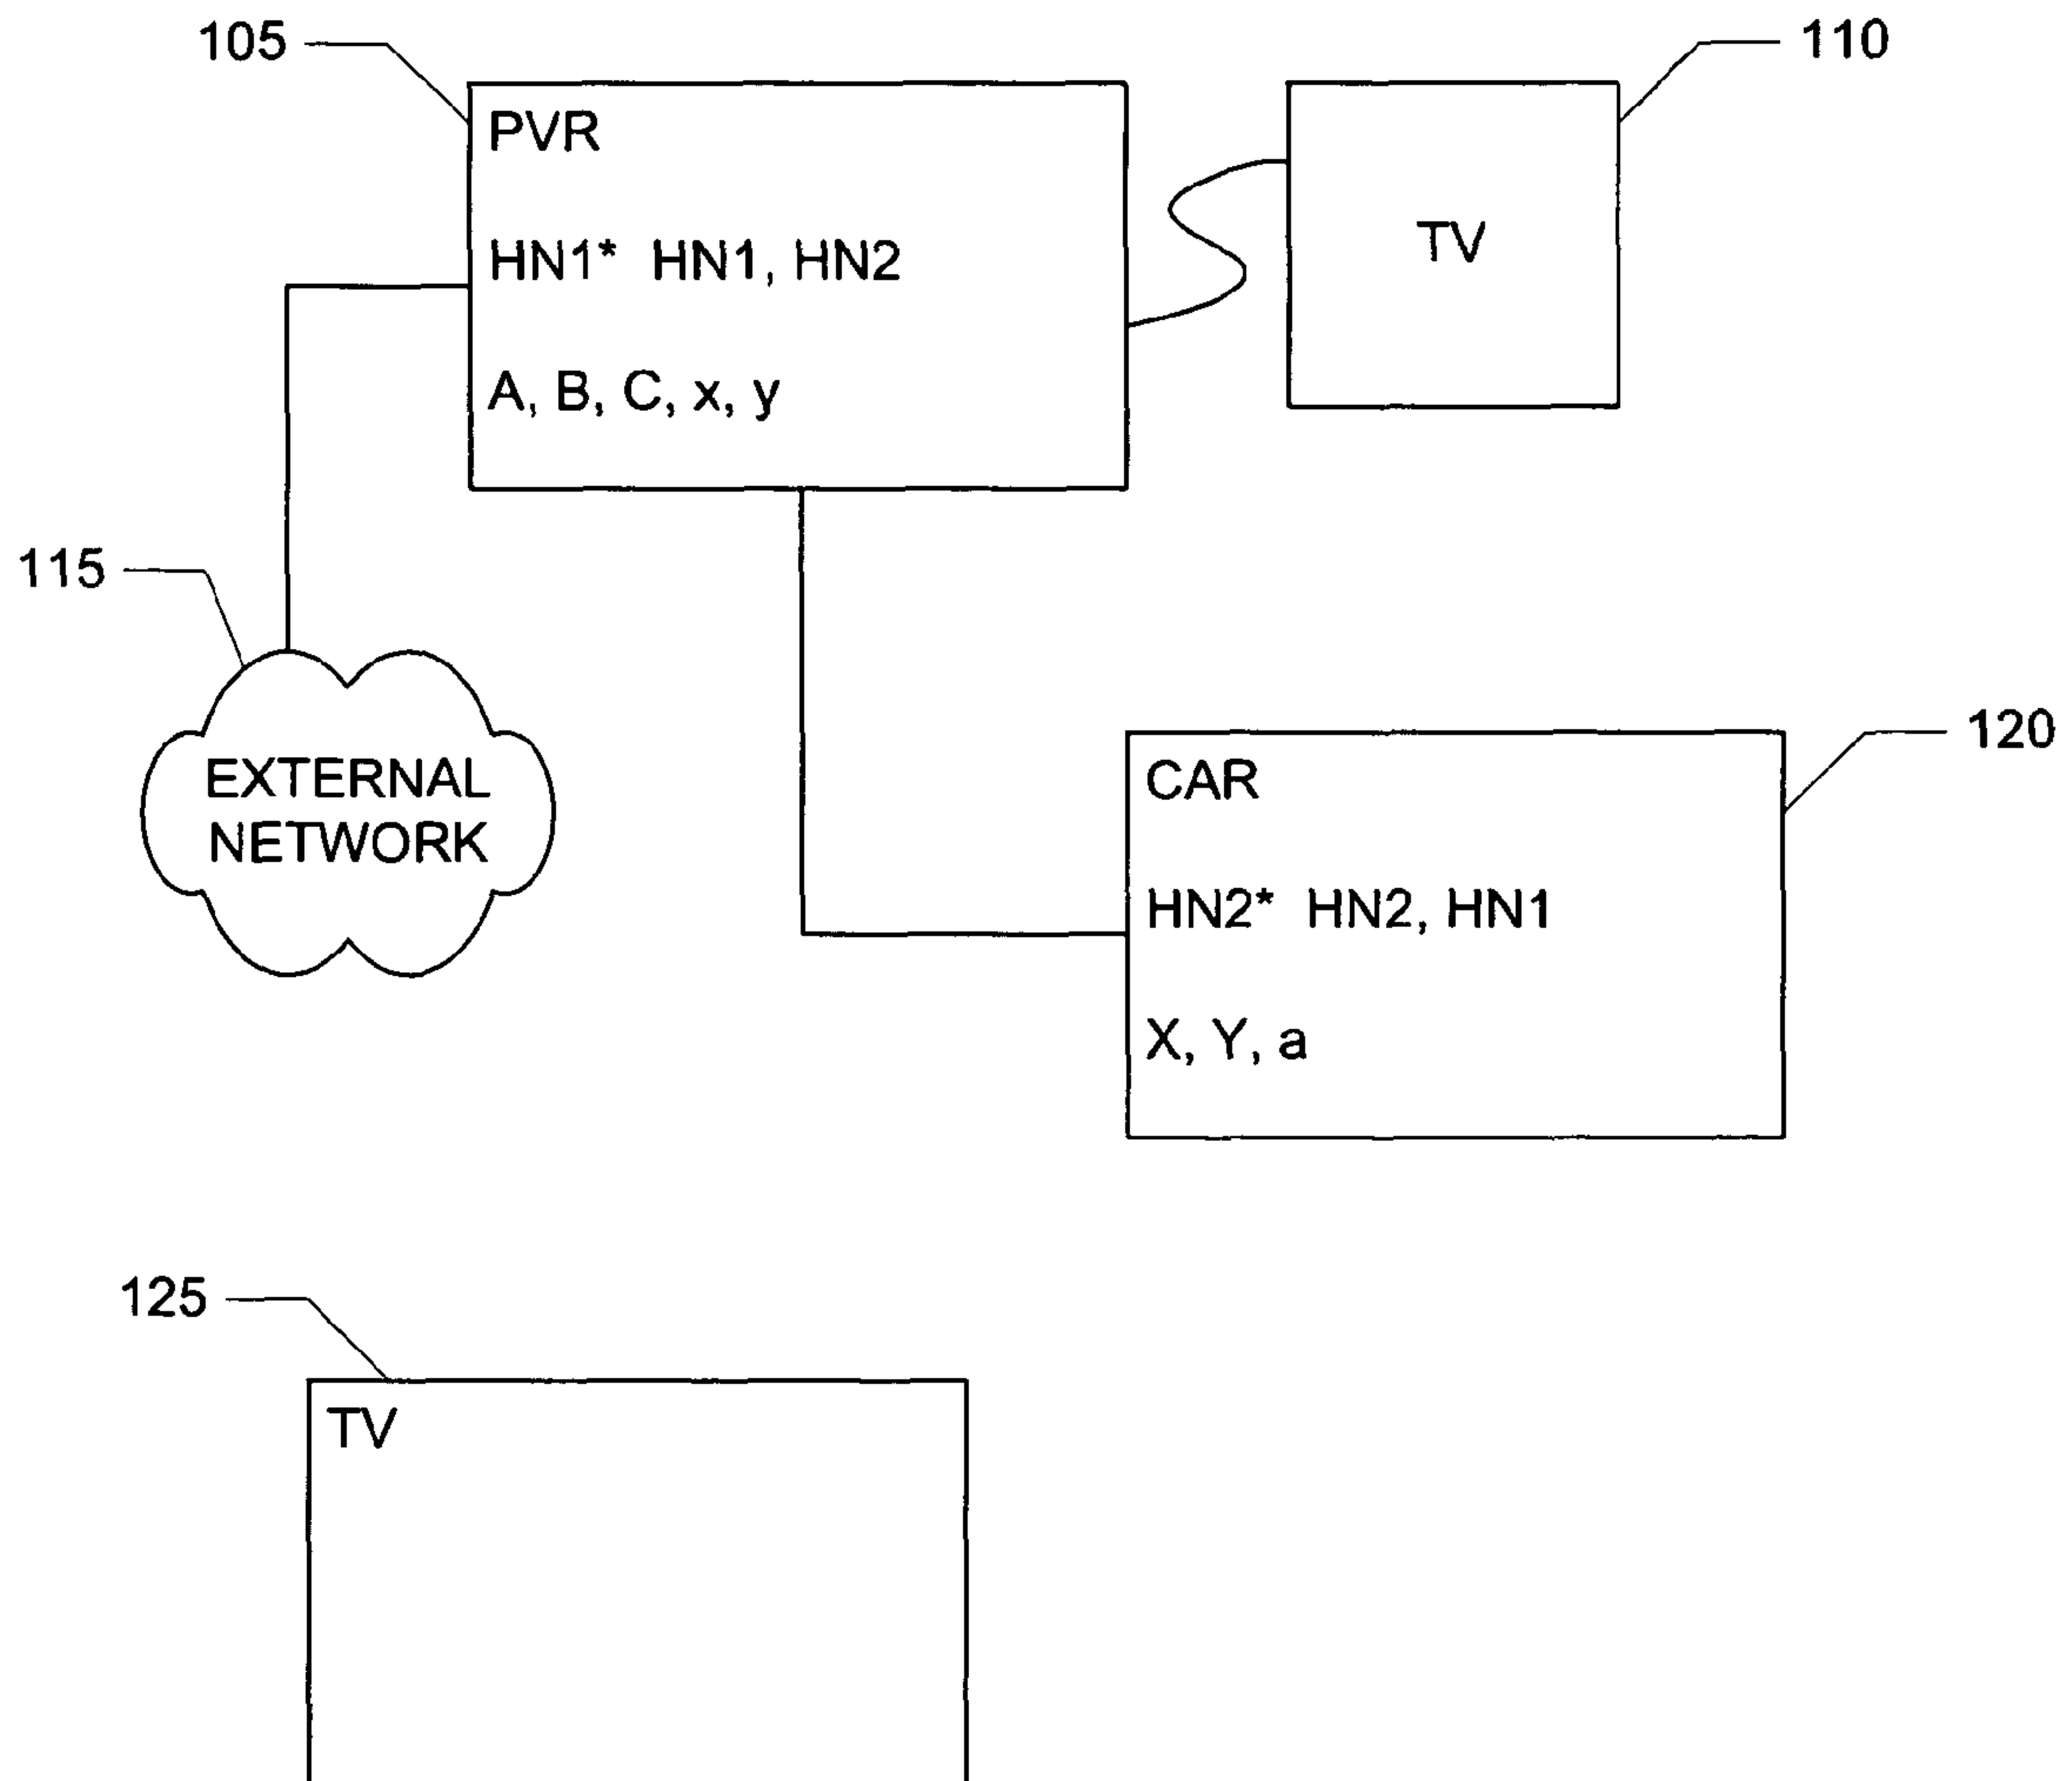 105
110
PVR
HN1* HN1, HN2
TV
A, B, C, x, y
115
EXTERNAL
NETWORK
120
CAR
HN2* HN2, HN1
X, Y, a
125
TV